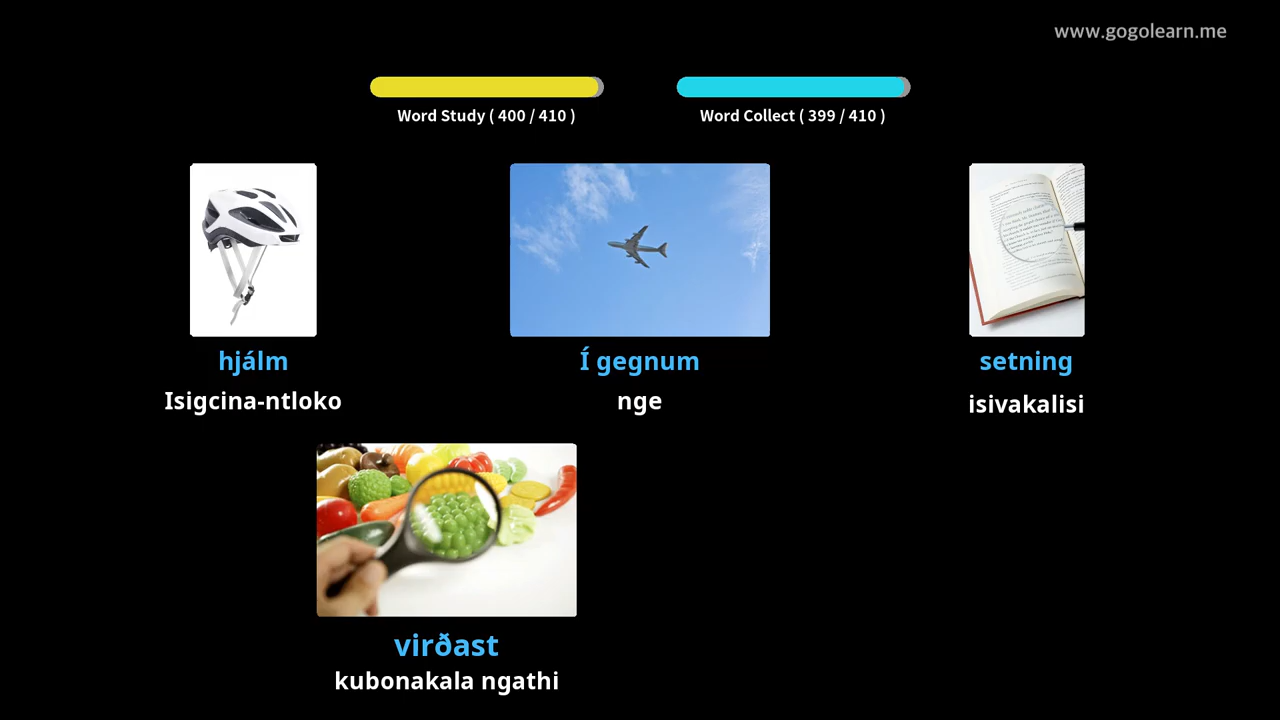 www.gogolearn.me
Word Study ( 400 / 410 )
Word Collect ( 399 / 410 )
hjálm
Isigcina-ntloko
Í gegnum
nge
setning
isivakalisi
virðast
kubonakala ngathi